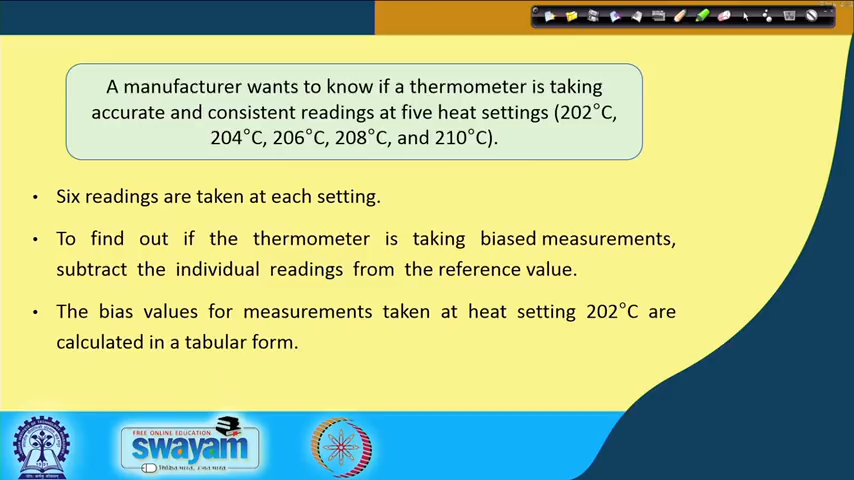 A manufacturer wants to know if a thermometer is taking
accurate and consistent readings at five heat settings (202°C,
204°C, 206°C, 208°C, and 210°C).
• Six readings are taken at each setting.
• To find out if the thermometer is taking biased measurements,
subtract the individual readings from the reference value.
• The bias values for measurements taken at heat setting 202°C are
calculated in a tabular form.
FREE ONLINE EDUCATION
swayam